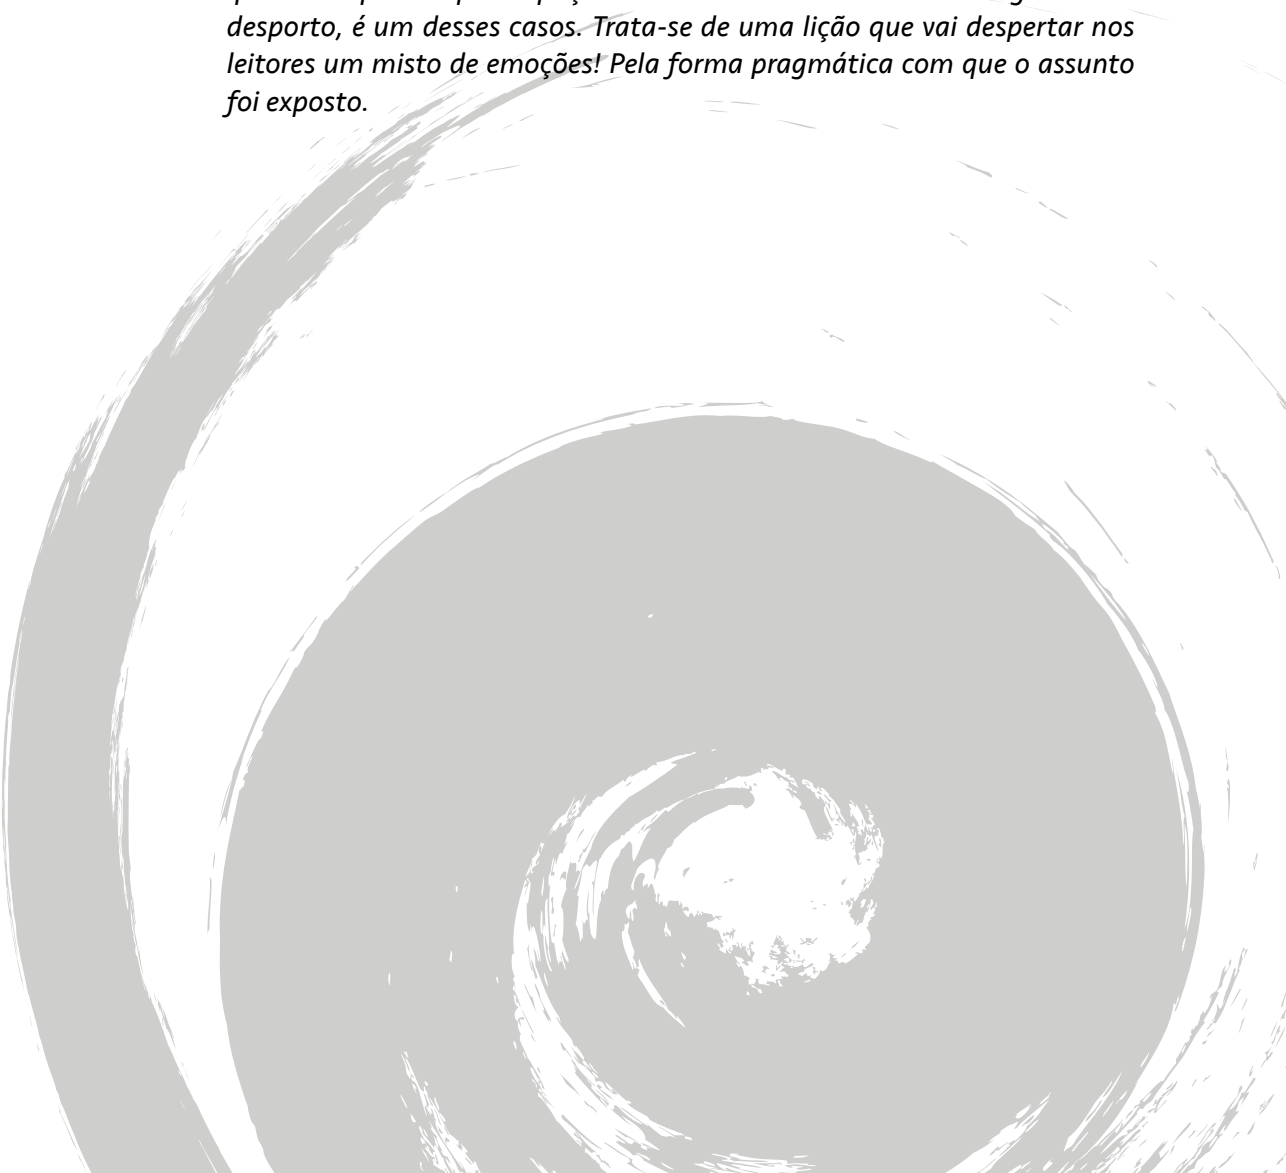 desporto, é um desses casos. Trata-se de uma lição que vai despertar nos
leitores um misto de emoções! Pela forma pragmática com que o assunto
foi exposto.